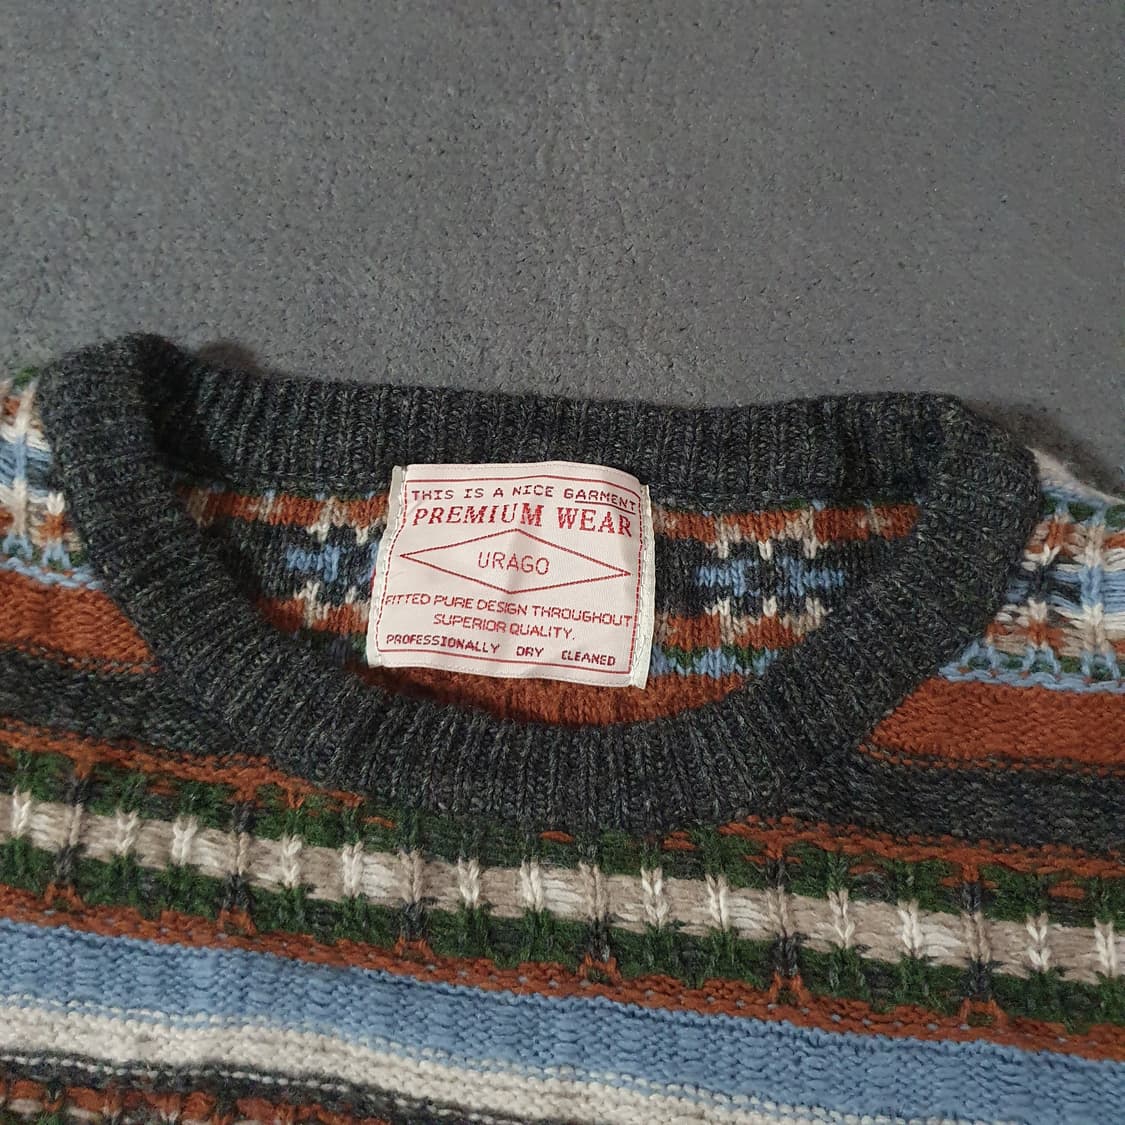 THIS IS A NICE GARMENT
PREMIUM WEAR
URAGO
FITTED PURE DESIGN THROUGHOUT
SUPERIOR QUALITY.
PROFESSIONALLY DRY CLEANED